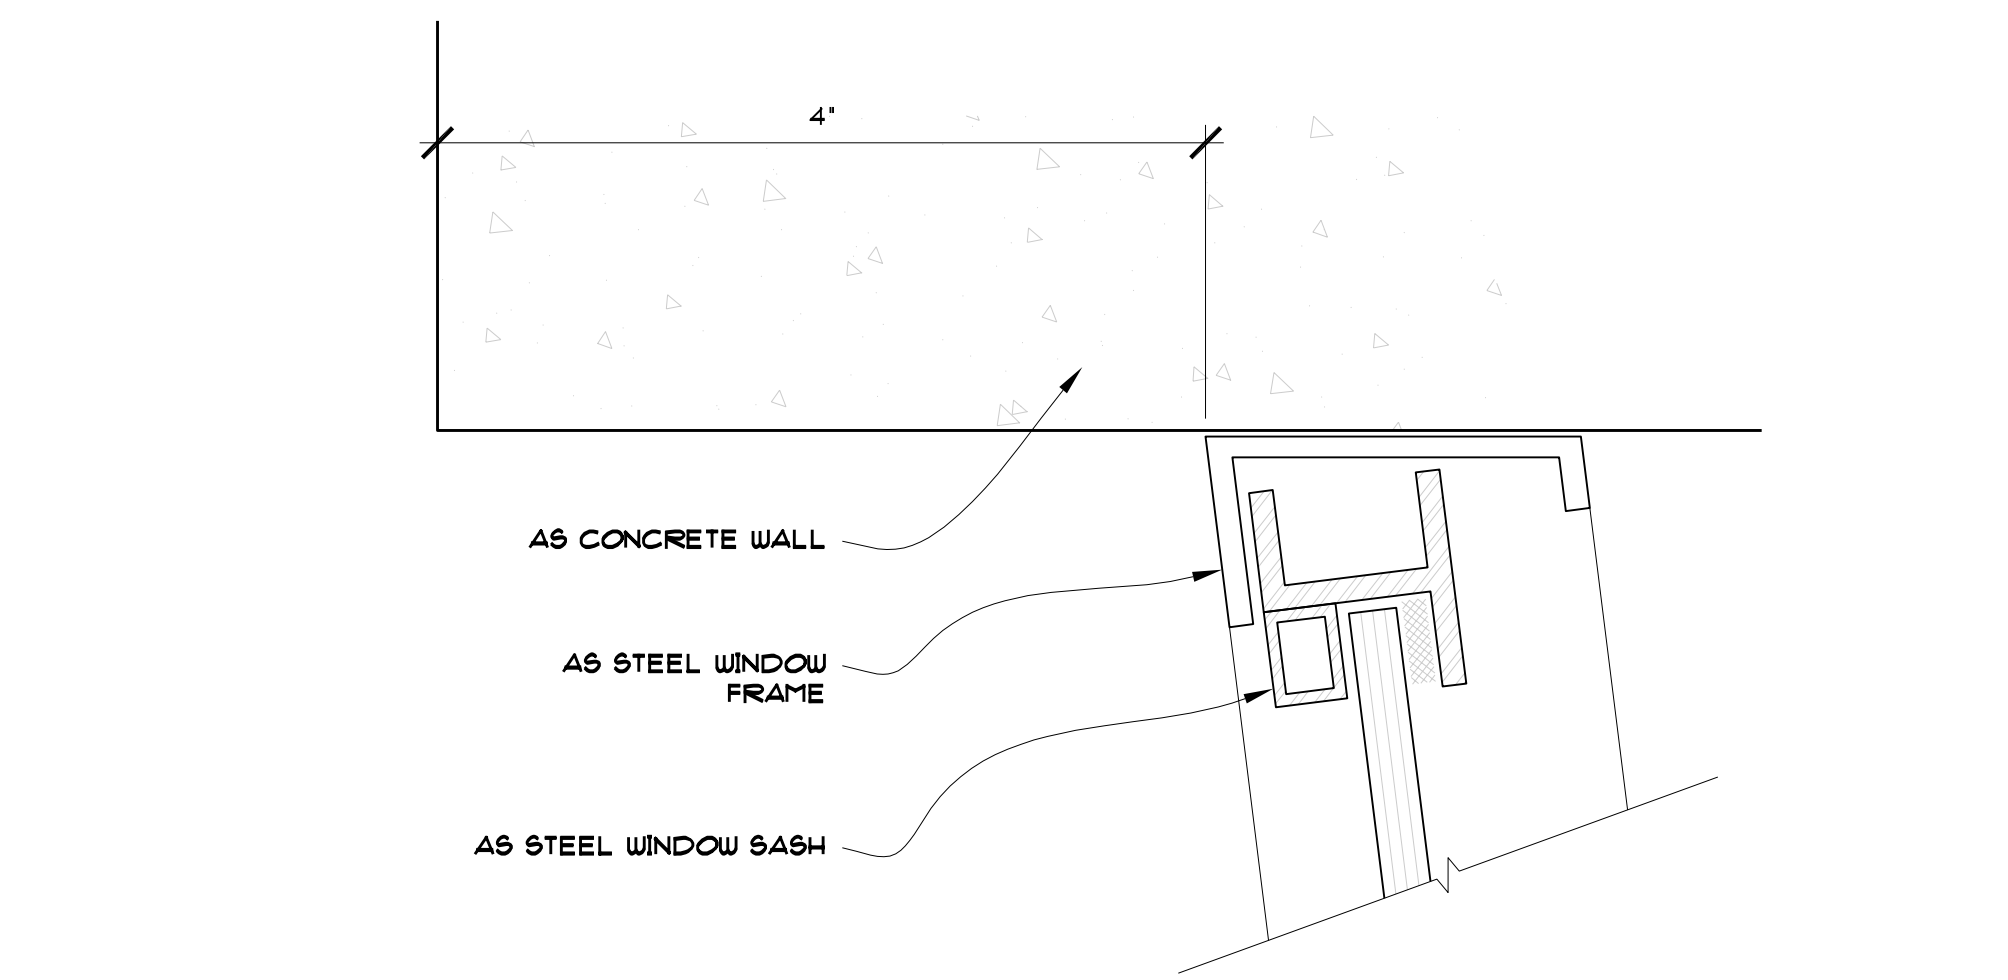 4"
AS CONCRETE WALL
AS STEEL WINDOW
FRAME
AS STEEL WINDOW SASH